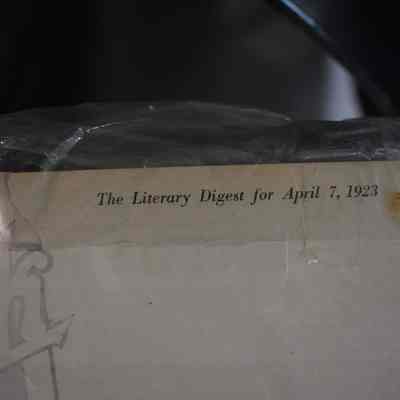 The Literary Digest for April 7, 1923